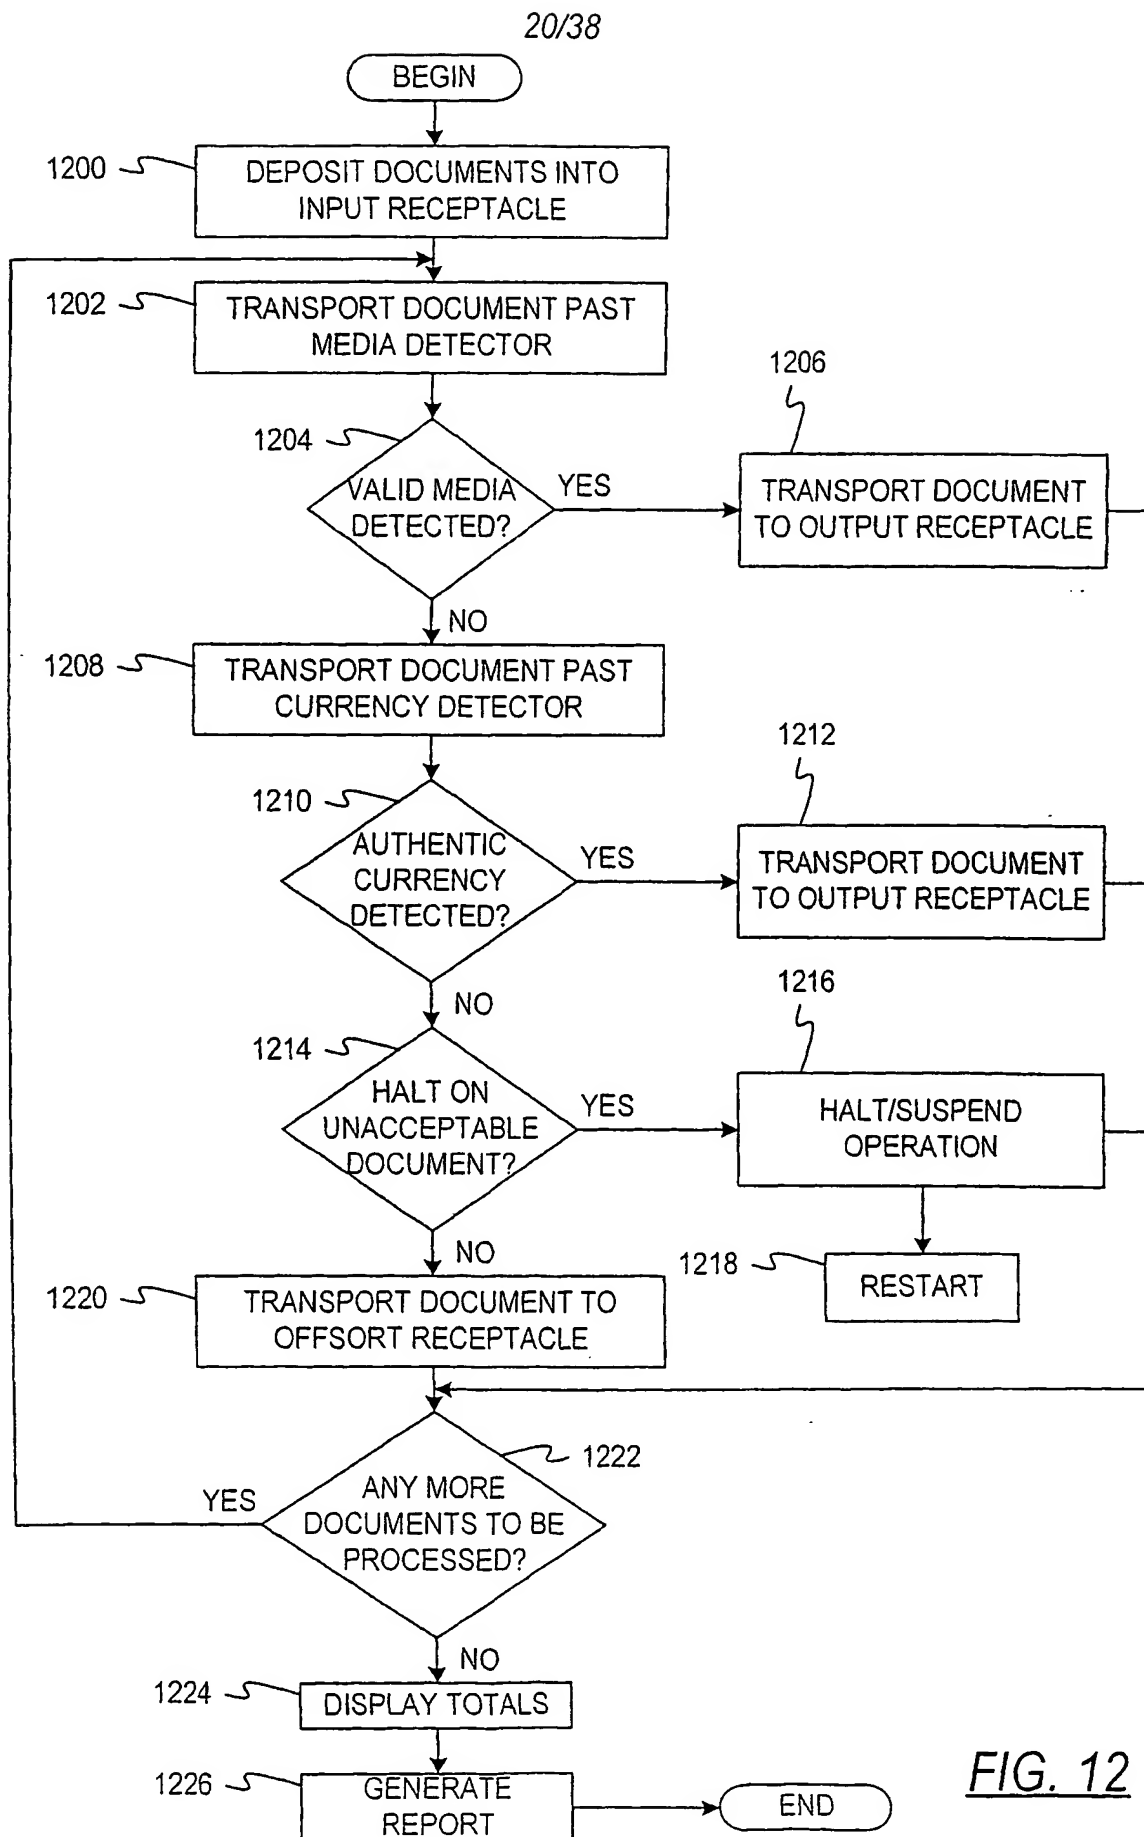 20/38
BEGIN
1200
DEPOSIT DOCUMENTS INTO
INPUT RECEPTACLE
1202
TRANSPORT DOCUMENT PAST
MEDIA DETECTOR
1204
VALID MEDIA
DETECTED?
YES
1206
TRANSPORT DOCUMENT
TO OUTPUT RECEPTACLE
NO
1208
TRANSPORT DOCUMENT PAST
CURRENCY DETECTOR
1210
AUTHENTIC
CURRENCY
DETECTED?
YES
1212
TRANSPORT DOCUMENT
TO OUTPUT RECEPTACLE
NO
1214
HALT ON
UNACCEPTABLE
DOCUMENT?
YES
1216
HALT/SUSPEND
OPERATION
1218
RESTART
NO
1220
TRANSPORT DOCUMENT TO
OFFSORT RECEPTACLE
1222
ANY MORE
DOCUMENTS TO BE
PROCESSED?
YES
NO
1224
DISPLAY TOTALS
1226
GENERATE
REPORT
END
FIG. 12